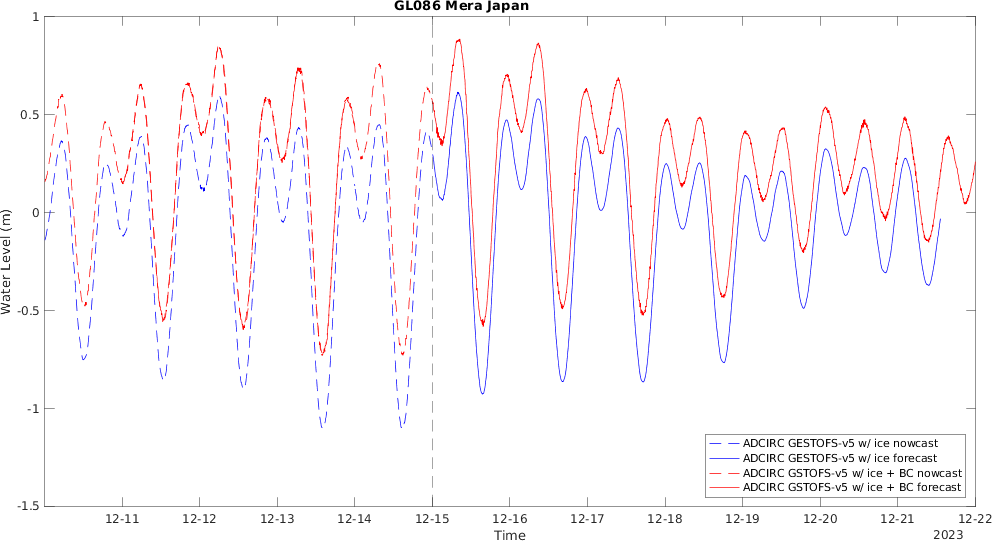 GL086 Mera Japan
Water Level (m)
1
0.5
0
-0.5
-1
-1.5
12-11
12-12
12-13
12-14
12-15
12-16
12-17
12-18
12-19
12-20
12-21
12-22
Time
2023
ADCIRC GESTOFS-v5 w/ ice nowcast
ADCIRC GESTOFS-v5 w/ ice forecast
ADCIRC GSTOFS-v5 w/ ice + BC nowcast
ADCIRC GSTOFS-v5 w/ ice + BC forecast